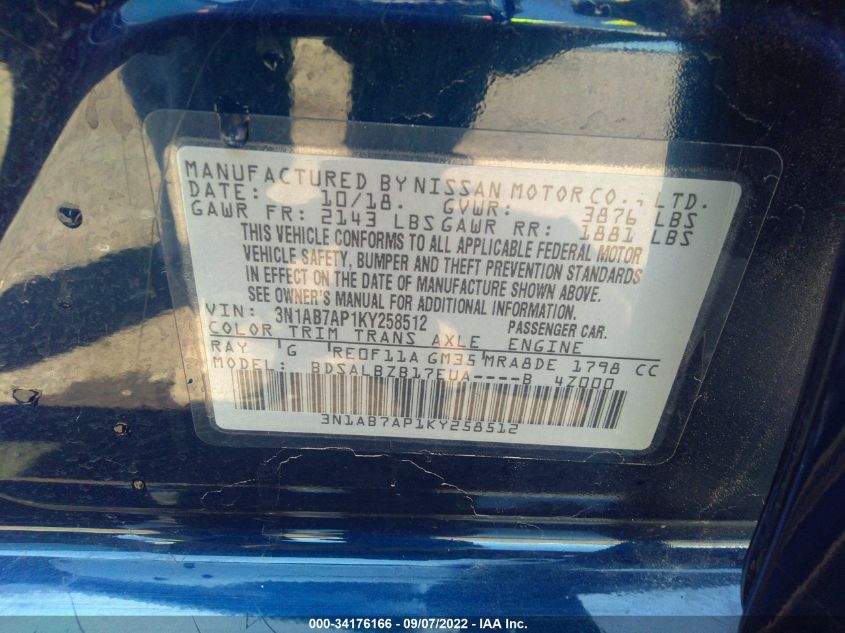 MANUFACTURED BY NISSAN MOTOR CO., LTD.
DATE: 10/18. GVWR: 3876 LBS
GAWR FR: 2143 LBS GAWR RR: 1881 LBS
THIS VEHICLE CONFORMS TO ALL APPLICABLE FEDERAL MOTOR
VEHICLE SAFETY, BUMPER AND THEFT PREVENTION STANDARDS
IN EFFECT ON THE DATE OF MANUFACTURE SHOWN ABOVE.
SEE OWNER'S MANUAL FOR ADDITIONAL INFORMATION.
VIN: 3N1AB7AP1KY258512 PASSENGER CAR.
COLOR TRIM TRANS AXLE ENGINE
RAY G RE0F11A GM35 MRA8DE 1798 CC
MODEL: BDSALBZB17EUA----B 4Z000
3N1AB7AP1KY258512
000-34176166 - 09/07/2022 - IAA Inc.